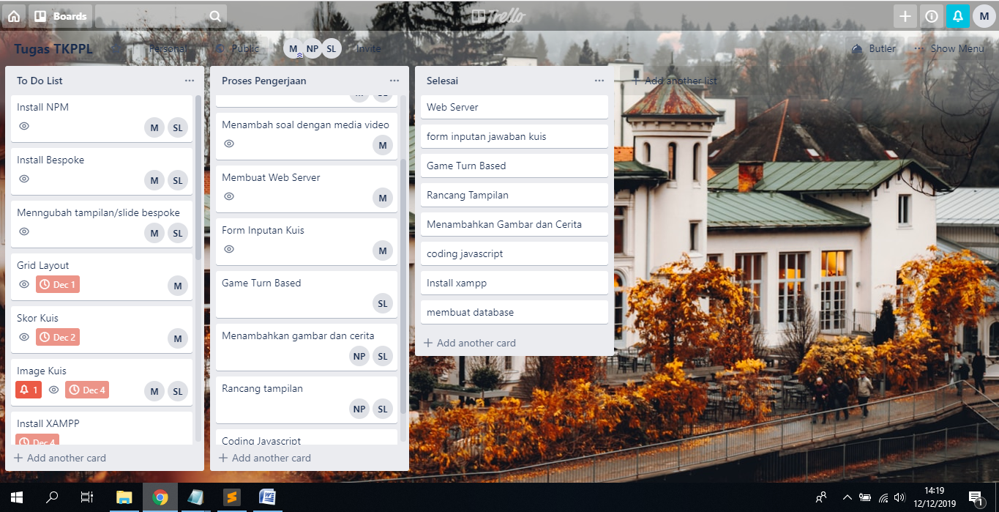 Boards
Trello
M
Tugas TKPPL
Personal
Public
M NP SL
Invite
Butler
Show Menu
To Do List
Install NPM
M SL
Install Bespoke
M SL
Menngubah tampilan/slide bespoke
M SL
Grid Layout
Dec 1
M
Skor Kuis
Dec 2
M
Image Kuis
1
Dec 4
M SL
Install XAMPP
Dec 4
+ Add another card
Proses Pengerjaan
Menambah soal dengan media video
M
Membuat Web Server
M
Form Inputan Kuis
M
Game Turn Based
SL
Menambahkan gambar dan cerita
NP SL
Rancang tampilan
NP SL
Coding Javascript
+ Add another card
Selesai
Web Server
form inputan jawaban kuis
Game Turn Based
Rancang Tampilan
Menambahkan Gambar dan Cerita
coding javascript
Install xampp
membuat database
+ Add another card
+ Add another list
14:19
12/12/2019
1